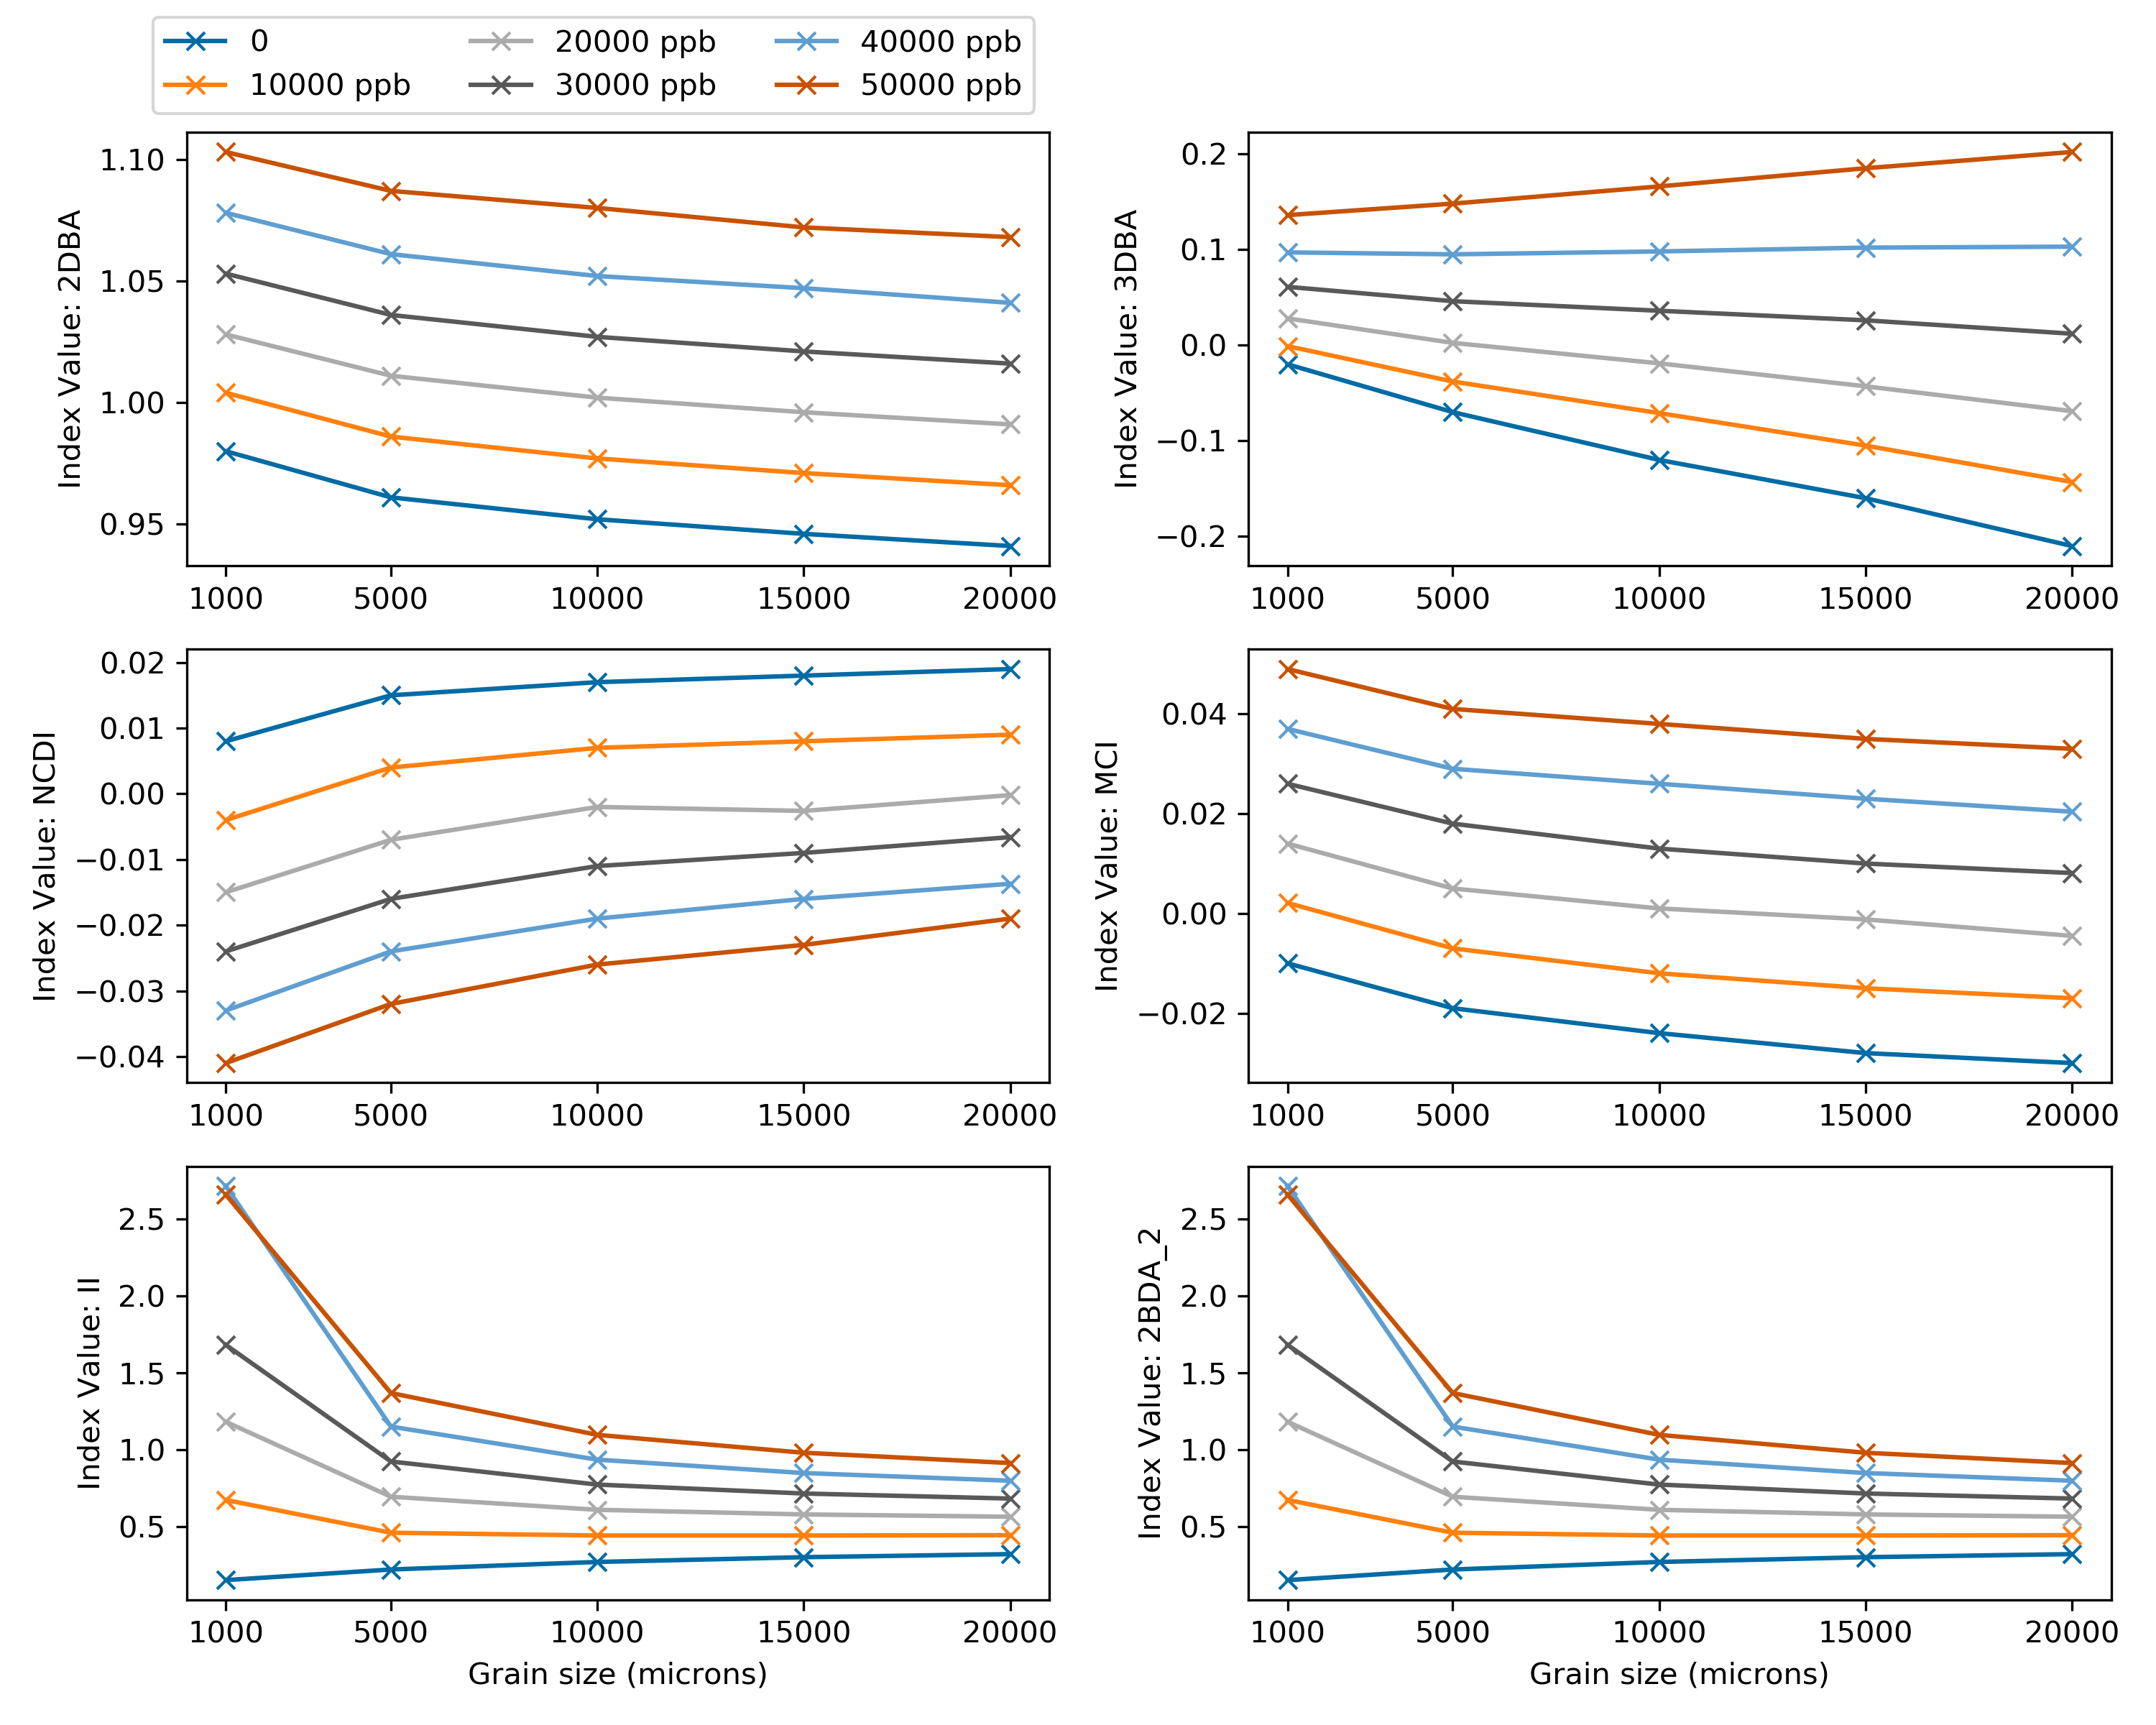 0
10000 ppb
20000 ppb
30000 ppb
40000 ppb
50000 ppb
Index Value: 2DBA
1.10
1.05
1.00
0.95
1000 5000 10000 15000 20000
Index Value: 3DBA
0.2
0.1
0.0
−0.1
−0.2
1000 5000 10000 15000 20000
Index Value: NCDI
0.02
0.01
0.00
−0.01
−0.02
−0.03
−0.04
1000 5000 10000 15000 20000
Index Value: MCI
0.04
0.02
0.00
−0.02
1000 5000 10000 15000 20000
Index Value: II
2.5
2.0
1.5
1.0
0.5
1000 5000 10000 15000 20000
Grain size (microns)
Index Value: 2BDA_2
2.5
2.0
1.5
1.0
0.5
1000 5000 10000 15000 20000
Grain size (microns)